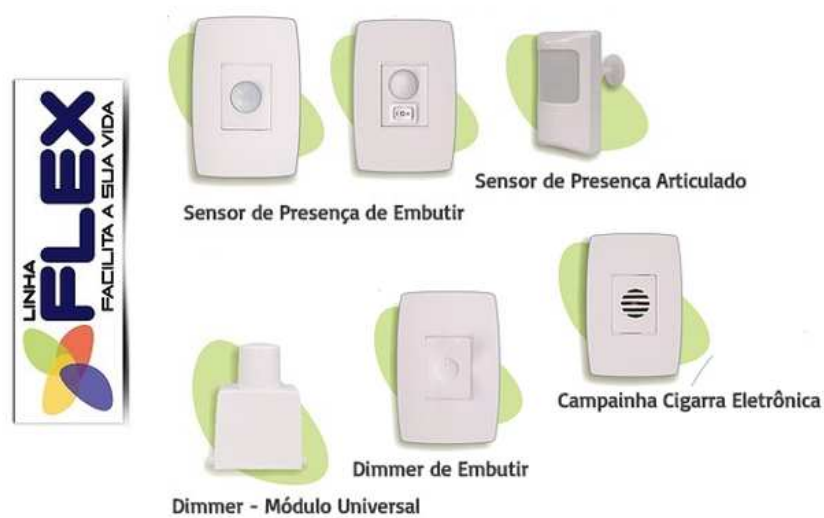 LINHA
FLEX
FACILITA A SUA VIDA
Sensor de Presença de Embutir
Sensor de Presença Articulado
Dimmer - Módulo Universal
Dimmer de Embutir
Campainha Cigarra Eletrônica